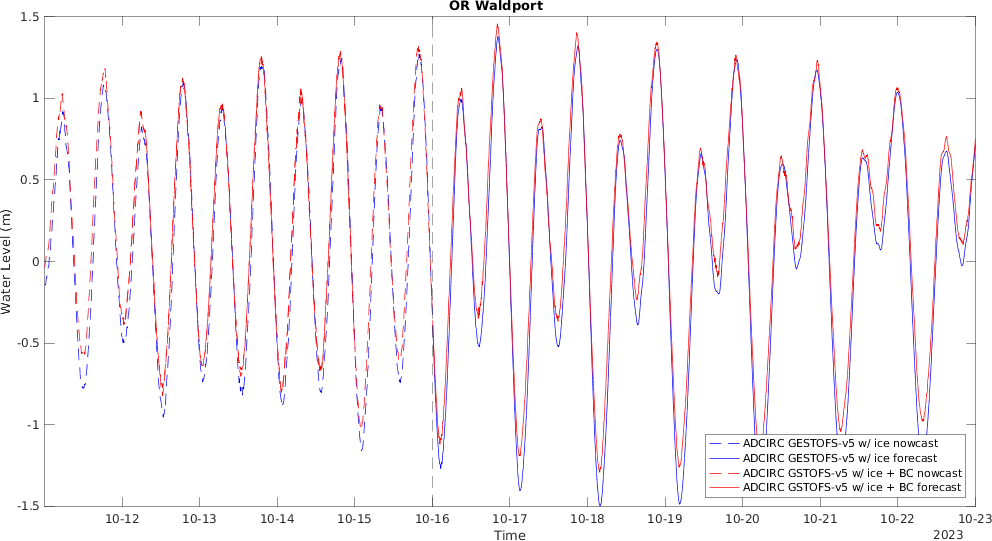 OR Waldport
1.5
1
0.5
0
-0.5
-1
-1.5
Water Level (m)
10-12
10-13
10-14
10-15
10-16
10-17
10-18
10-19
10-20
10-21
10-22
10-23
Time
2023
ADCIRC GESTOFS-v5 w/ ice nowcast
ADCIRC GESTOFS-v5 w/ ice forecast
ADCIRC GSTOFS-v5 w/ ice + BC nowcast
ADCIRC GSTOFS-v5 w/ ice + BC forecast